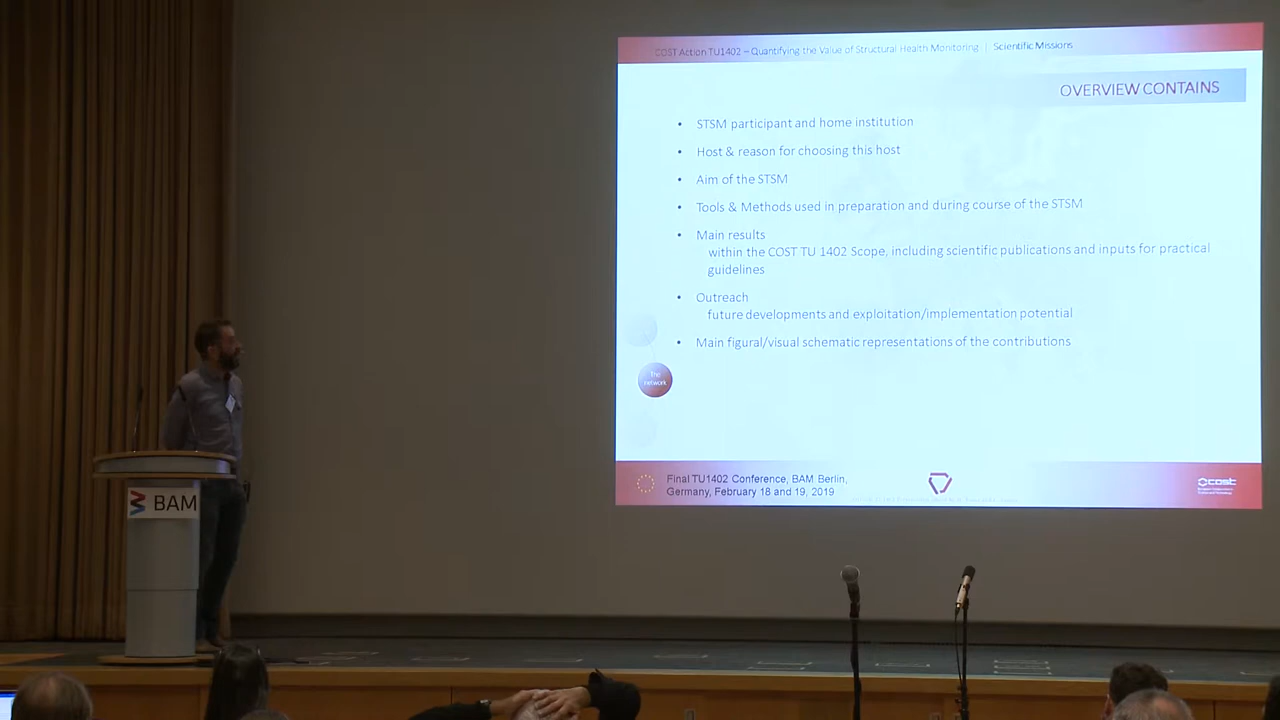 COST Action TU1402 – Quantifying the Value of Structural Health Monitoring | Scientific Missions
OVERVIEW CONTAINS
• STSM participant and home institution
• Host & reason for choosing this host
• Aim of the STSM
• Tools & Methods used in preparation and during course of the STSM
• Main results
within the COST TU 1402 Scope, including scientific publications and inputs for practical
guidelines
• Outreach
future developments and exploitation/implementation potential
• Main figural/visual schematic representations of the contributions
The
network
Final TU1402 Conference, BAM Berlin,
Germany, February 18 and 19, 2019
cost
BAM